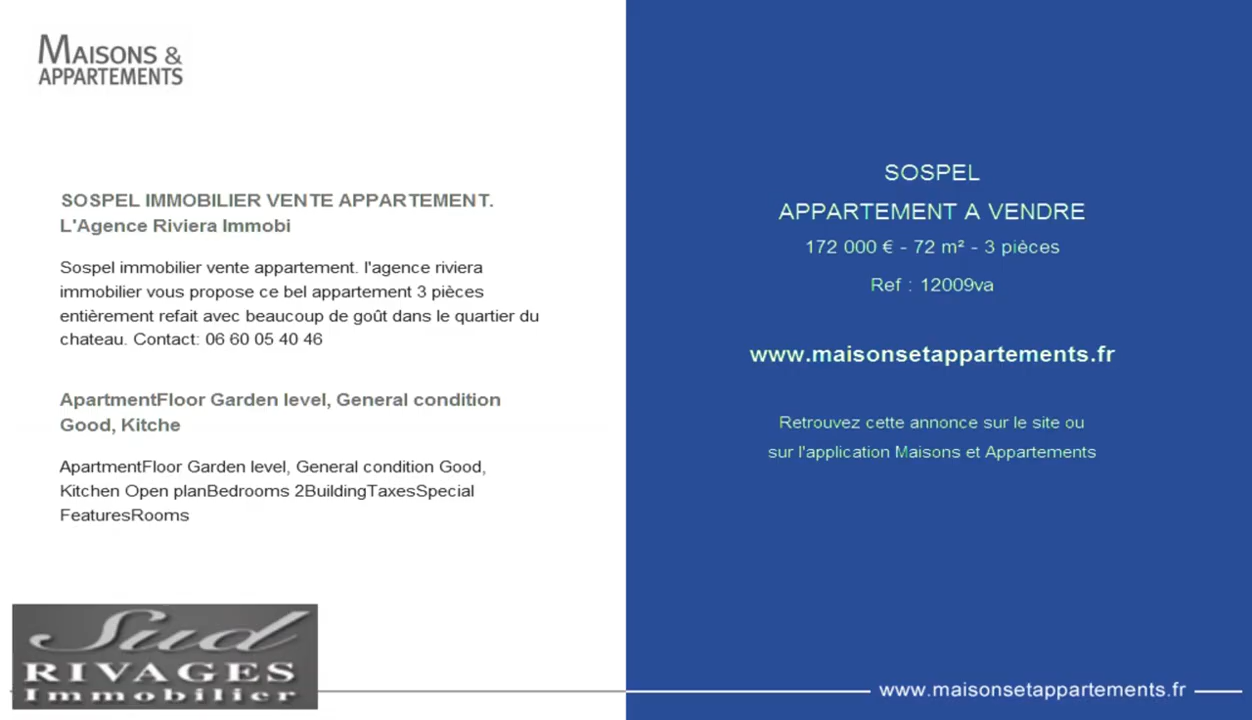 MAISONS &
APPARTEMENTS
SOSPEL IMMOBILIER VENTE APPARTEMENT.
L'Agence Riviera Immobi
Sospel immobilier vente appartement. l'agence riviera
immobilier vous propose ce bel appartement 3 pièces
entièrement refait avec beaucoup de goût dans le quartier du
chateau. Contact: 06 60 05 40 46
ApartmentFloor Garden level, General condition
Good, Kitche
ApartmentFloor Garden level, General condition Good,
Kitchen Open planBedrooms 2BuildingTaxesSpecial
FeaturesRooms
Sud
RIVAGES
Immobilier
SOSPEL
APPARTEMENT A VENDRE
172 000 € - 72 m² - 3 pièces
Ref : 12009va
www.maisonsetappartements.fr
Retrouvez cette annonce sur le site ou
sur l'application Maisons et Appartements
www.maisonsetappartements.fr